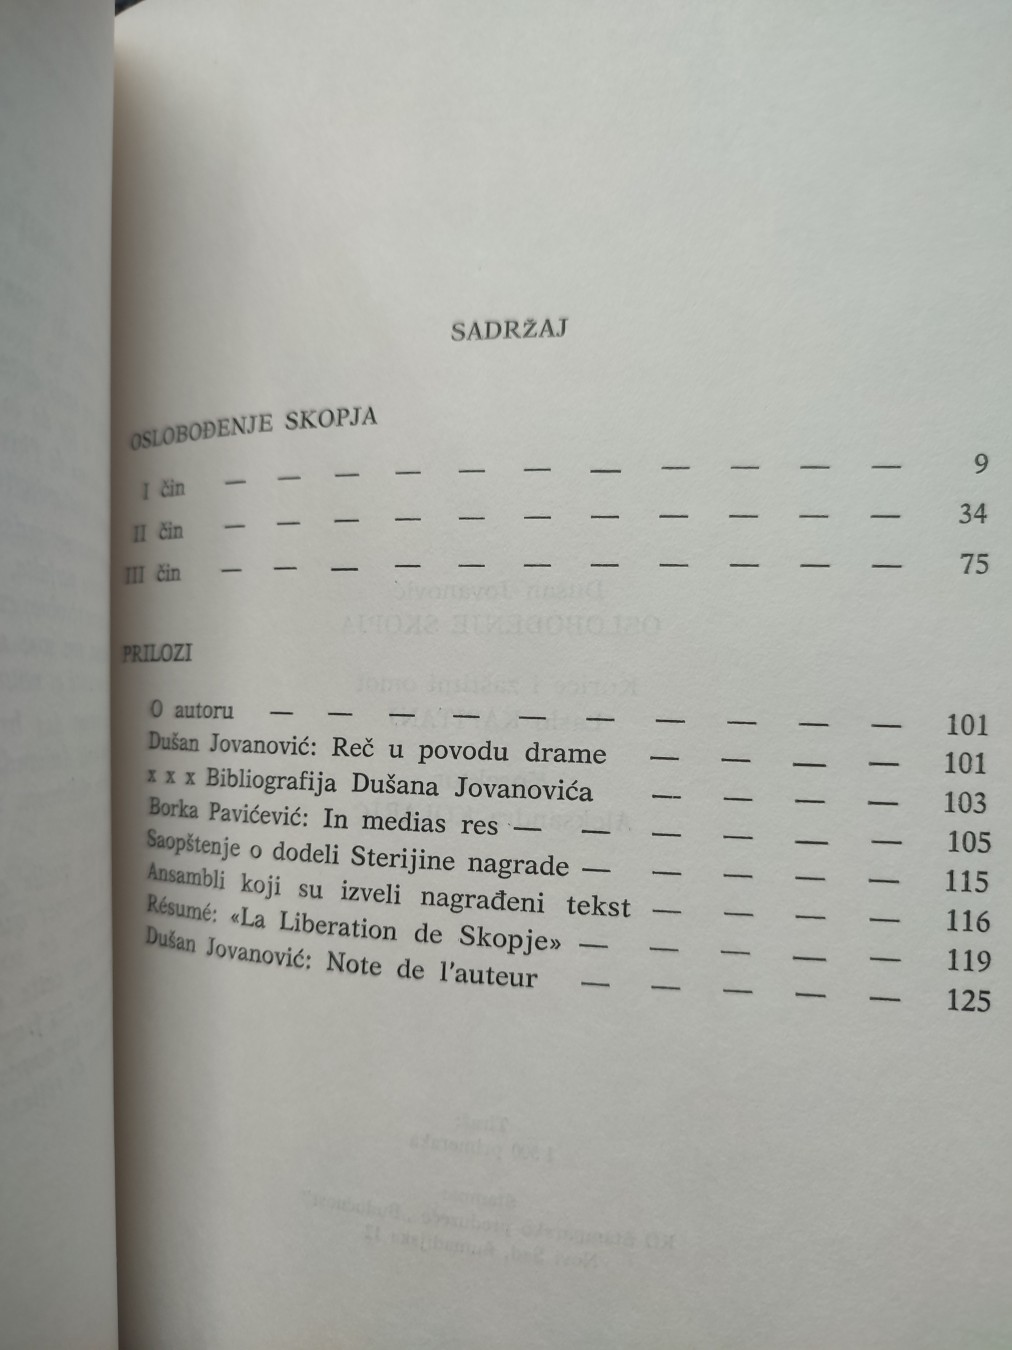 SADRŽAJ
OSLOBOĐENJE SKOPJA
I čin — — — — — — — — — — 9
II čin — — — — — — — — — — 34
III čin — — — — — — — — — — 75
PRILOZI
O autoru — — — — — — — — — 101
Dušan Jovanović: Reč u povodu drame — — — — 101
x x x Bibliografija Dušana Jovanovića — — — — 103
Borka Pavićević: In medias res — — — — — — 105
Saopštenje o dodeli Sterijine nagrade — — — — — 115
Ansambli koji su izveli nagrađeni tekst — — — — 116
Résumé: «La Liberation de Skopje» — — — — — 119
Dušan Jovanović: Note de l'auteur — — — — — 125